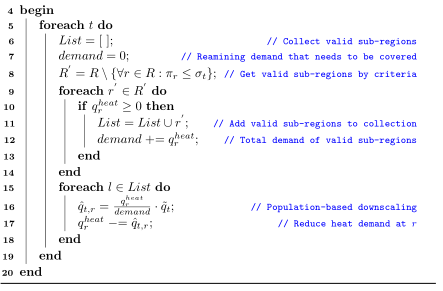 4 begin
5 foreach t do
6 List = [ ]; // Collect valid sub-regions
7 demand = 0; // Reamining demand that needs to be covered
8 R′ = R \ {∀r ∈ R : π_r ≤ σ_t}; // Get valid sub-regions by criteria
9 foreach r′ ∈ R′ do
10 if q_r^heat ≥ 0 then
11 List = List ∪ r′; // Add valid sub-regions to collection
12 demand += q_r^heat; // Total demand of valid sub-regions
13 end
14 end
15 foreach l ∈ List do
16 q̂_t,r = q_r^heat / demand · q̃_t; // Population-based downscaling
17 q_r^heat −= q̂_t,r; // Reduce heat demand at r
18 end
19 end
20 end